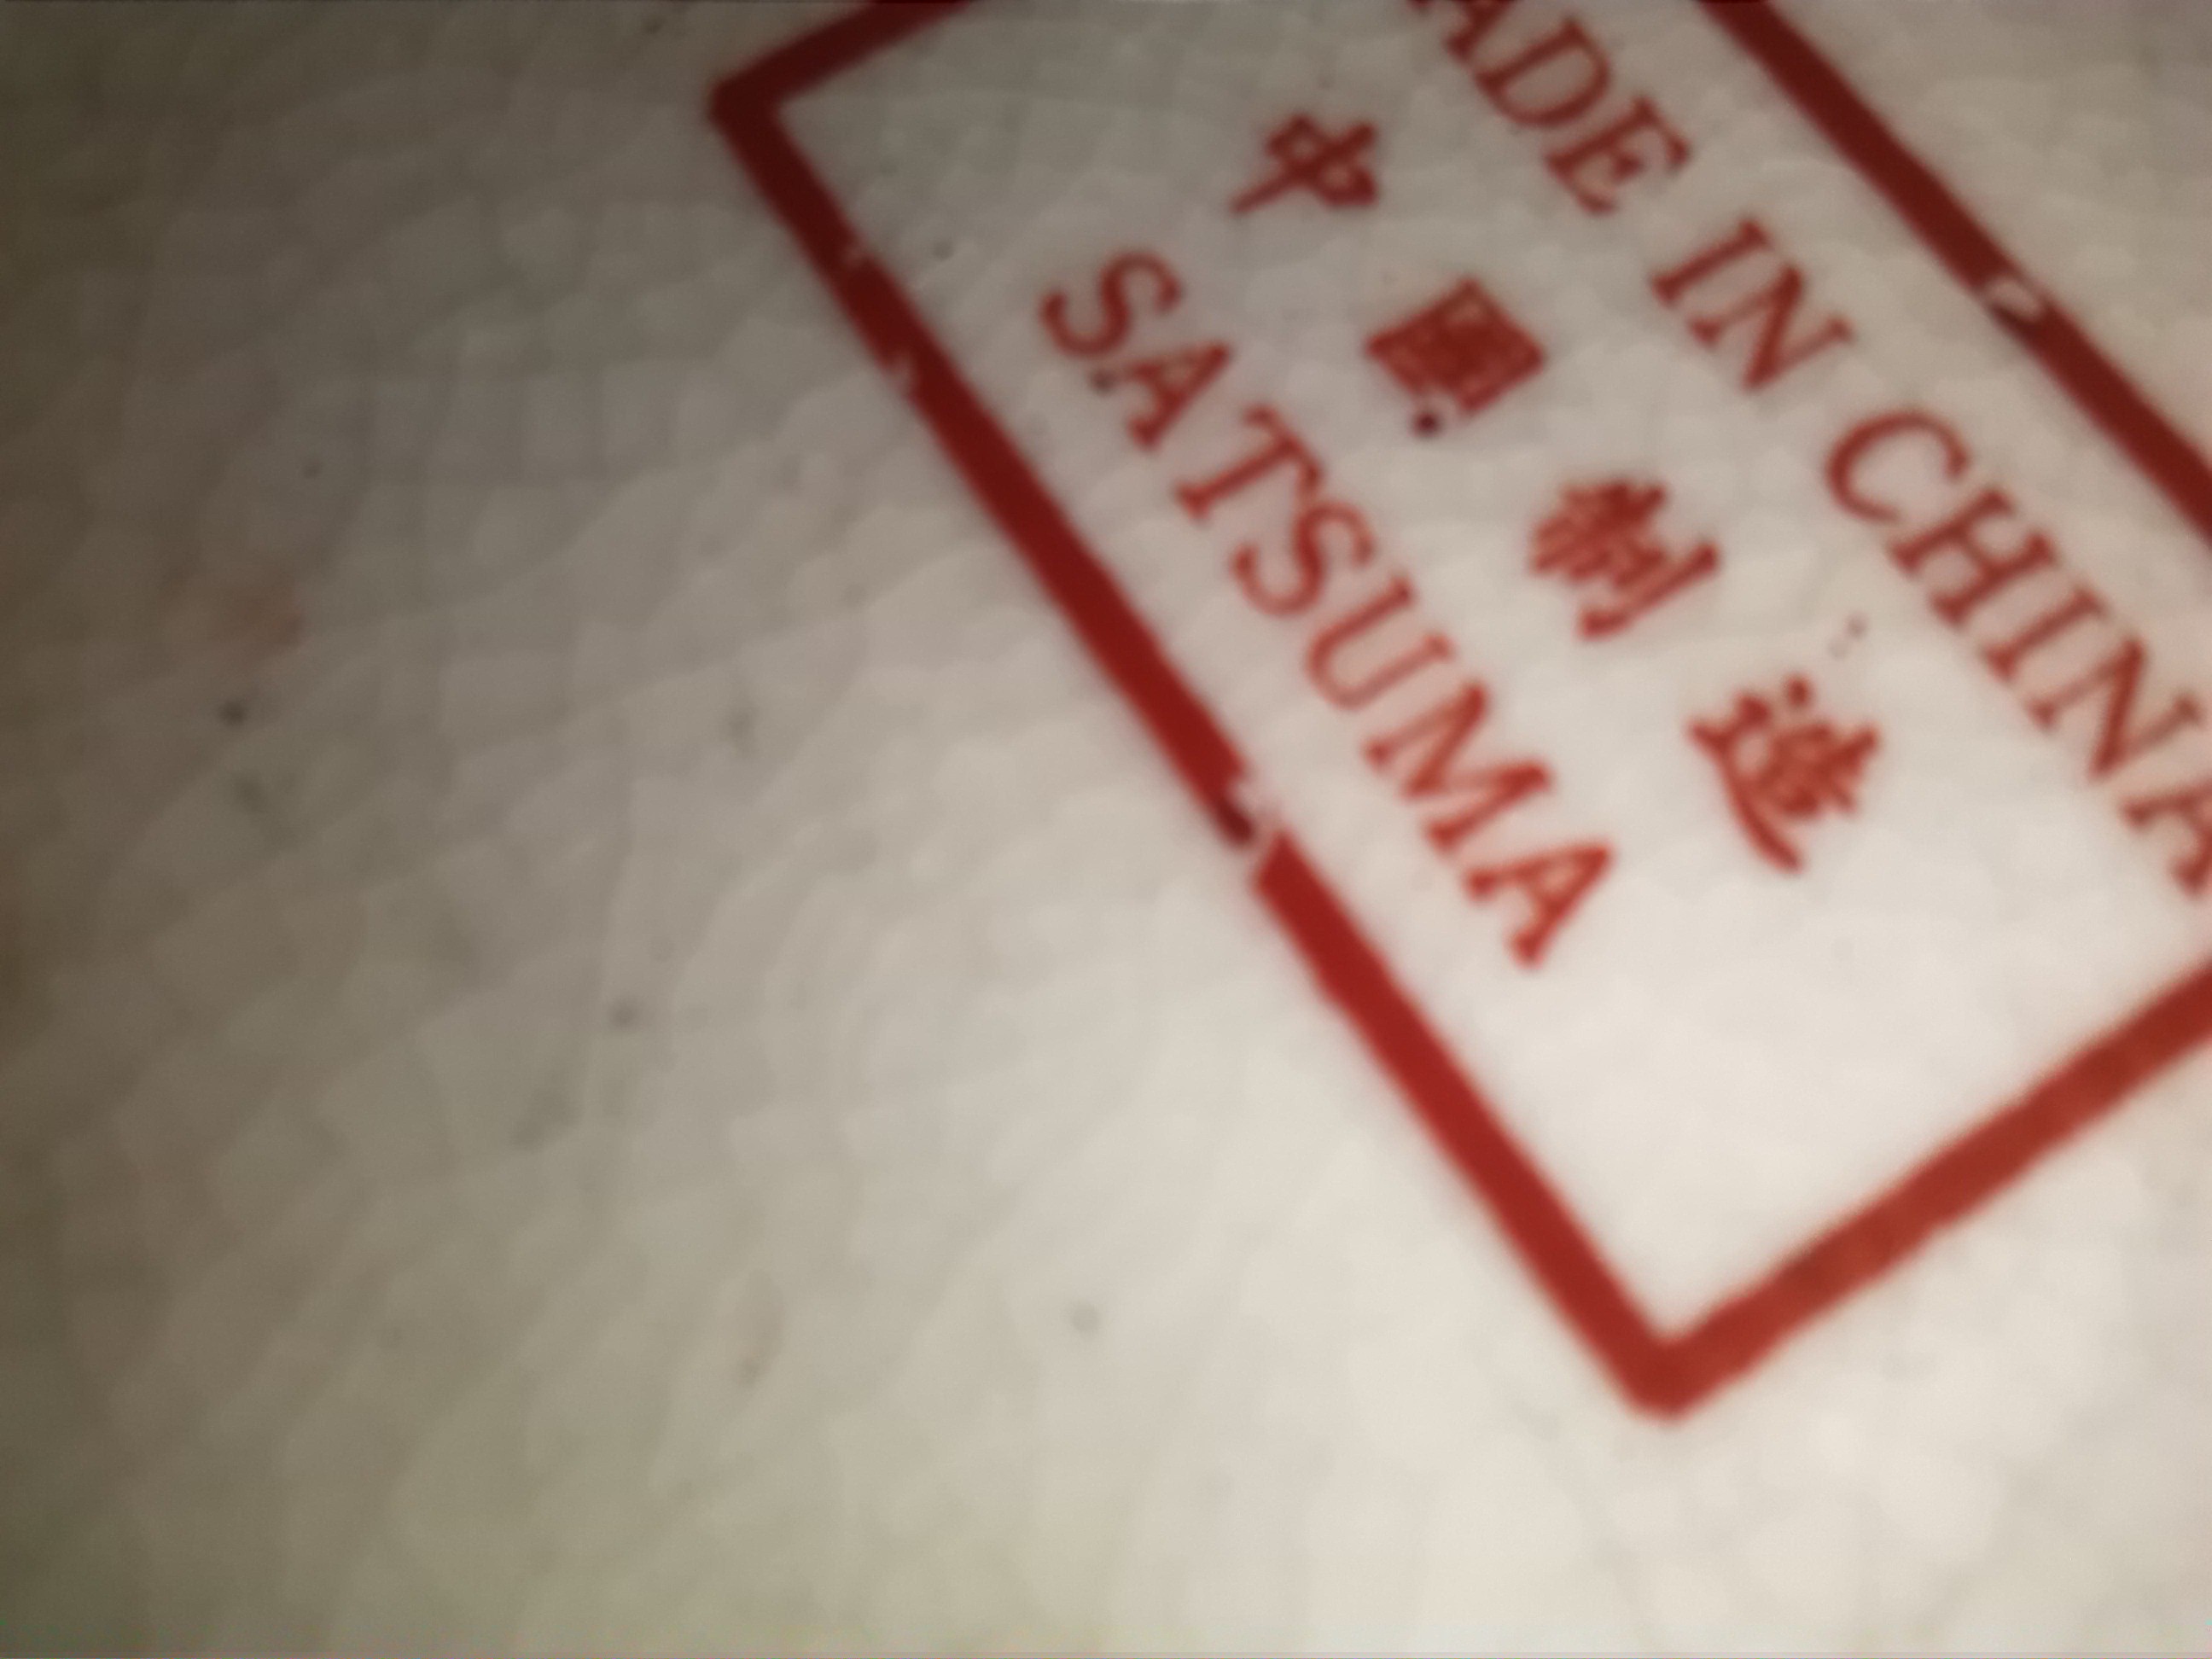 ADE IN CHINA
中國制造
SATSUMA